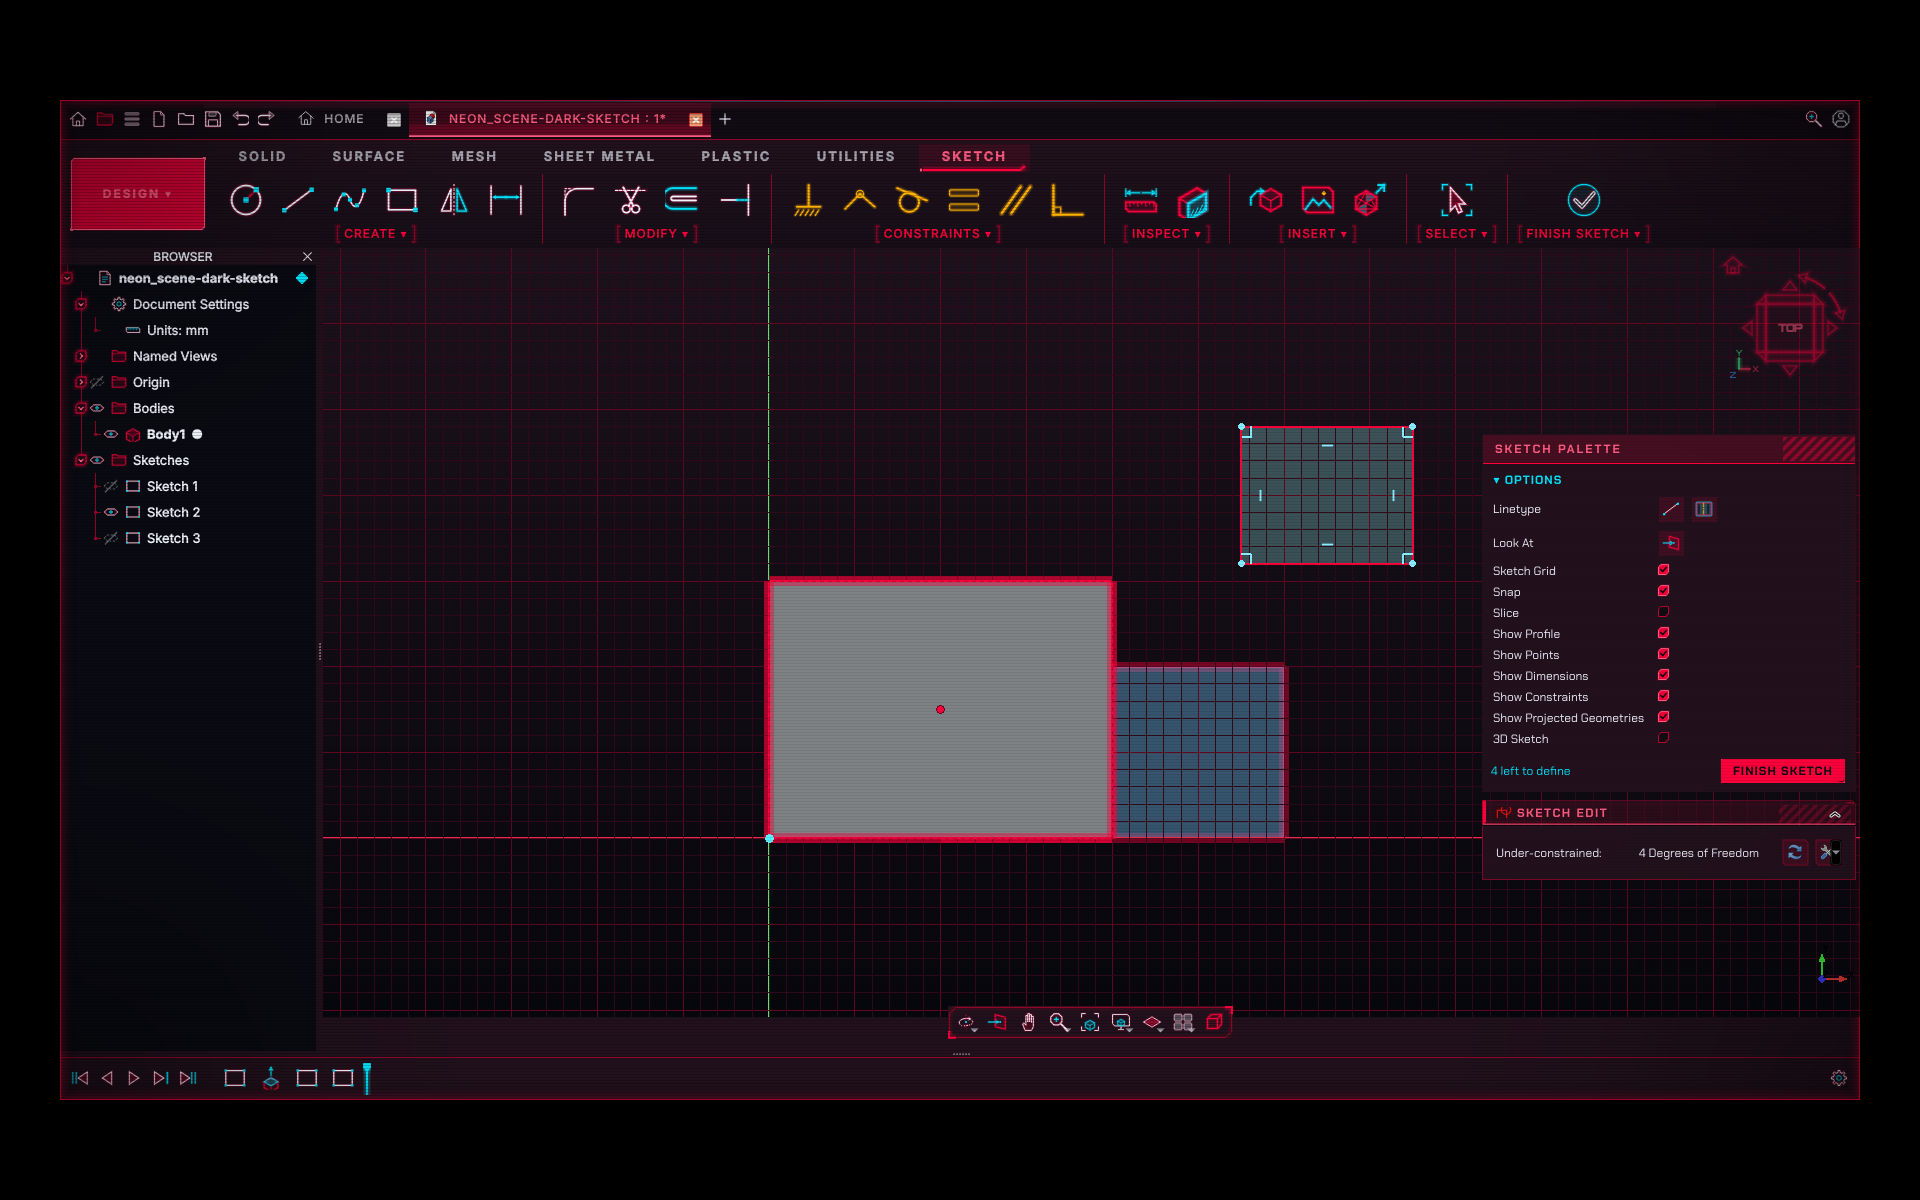 HOME
NEON_SCENE-DARK-SKETCH : 1*
SOLID SURFACE MESH SHEET METAL PLASTIC UTILITIES SKETCH
DESIGN
CREATE MODIFY CONSTRAINTS INSPECT INSERT SELECT FINISH SKETCH
BROWSER
neon_scene-dark-sketch
Document Settings
Units: mm
Named Views
Origin
Bodies
Body1
Sketches
Sketch 1
Sketch 2
Sketch 3
TOP
Y
Z X
SKETCH PALETTE
OPTIONS
Linetype
Look At
Sketch Grid
Snap
Slice
Show Profile
Show Points
Show Dimensions
Show Constraints
Show Projected Geometries
3D Sketch
4 left to define FINISH SKETCH
SKETCH EDIT
Under-constrained: 4 Degrees of Freedom